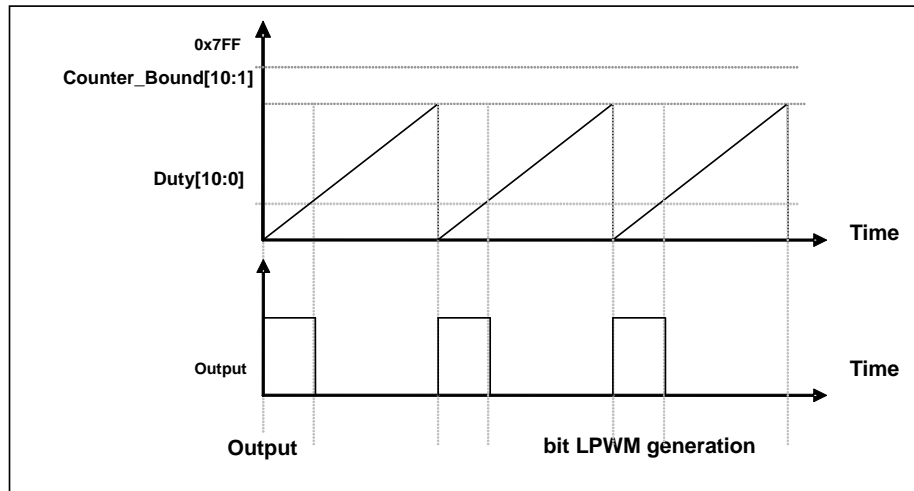 0x7FF
Counter_Bound[10:1]
Duty[10:0]
Time
Output
Time
Output
bit LPWM generation